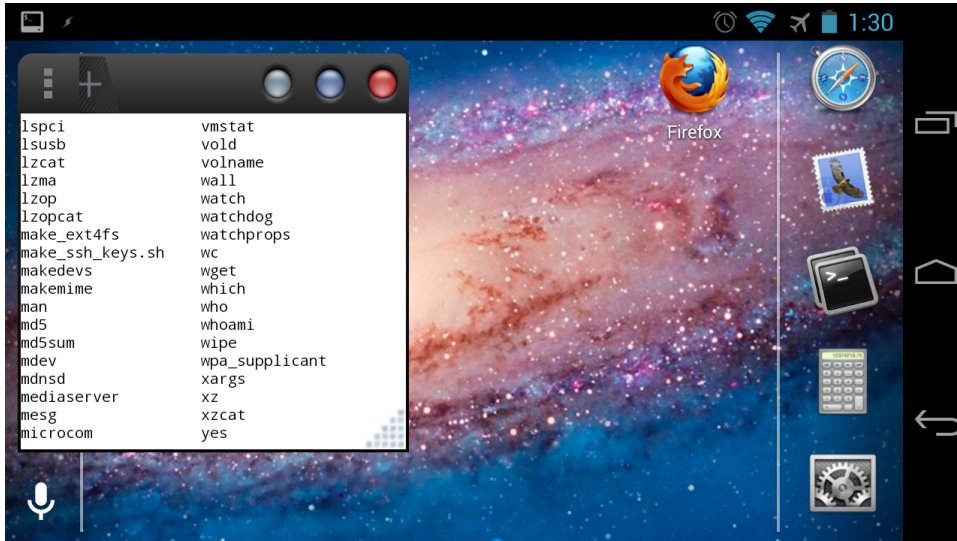 1:30
lspci vmstat
lsusb vold
lzcat volname
lzma wall
lzop watch
lzopcat watchdog
make_ext4fs watchprops
make_ssh_keys.sh wc
makedevs wget
makemime which
man who
md5 whoami
md5sum wipe
mdev wpa_supplicant
mdnsd xargs
mediaserver xz
mesg xzcat
microcom yes
Firefox